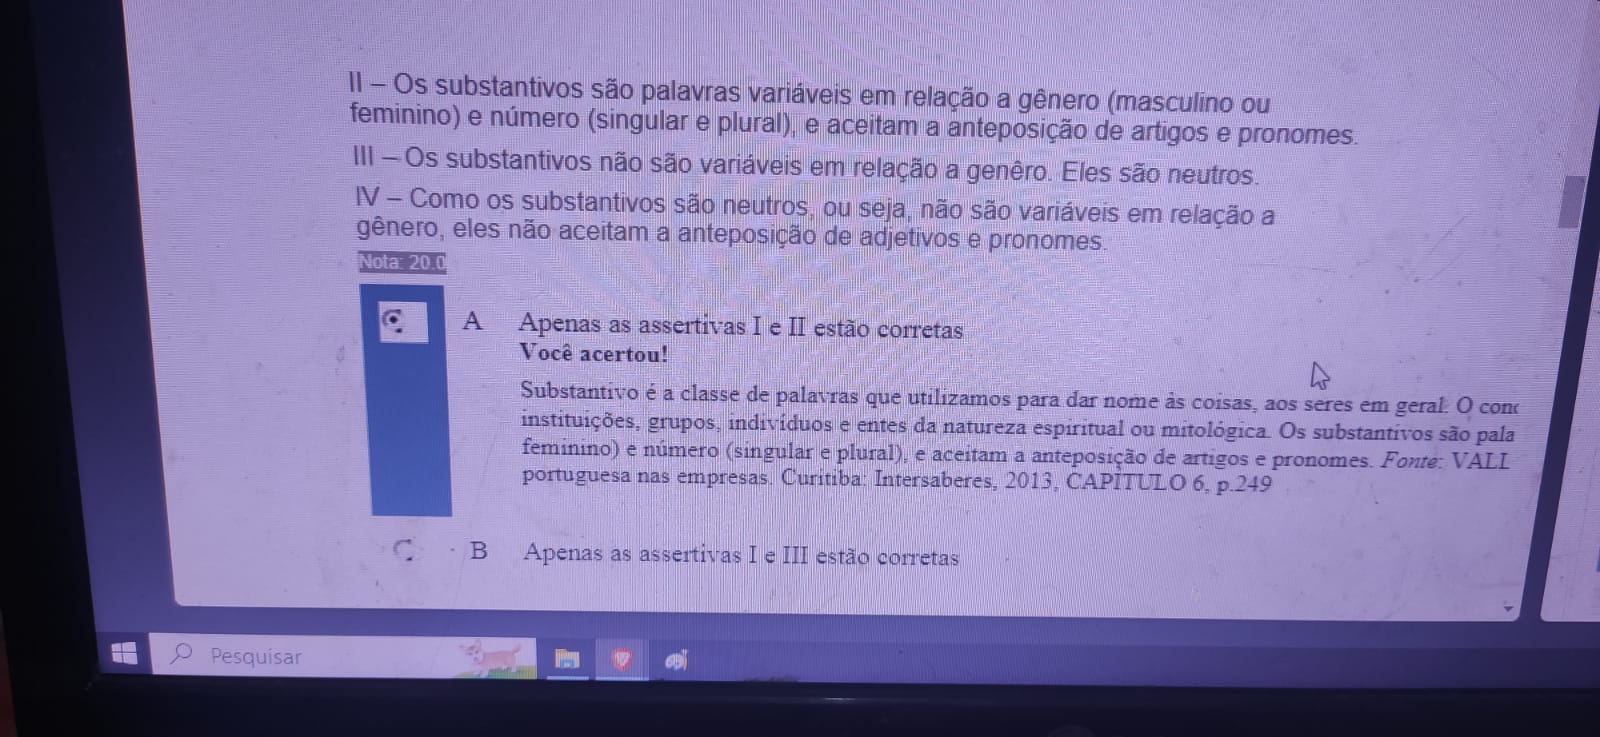 II – Os substantivos são palavras variáveis em relação a gênero (masculino ou
feminino) e número (singular e plural), e aceitam a anteposição de artigos e pronomes.
III – Os substantivos não são variáveis em relação a genêro. Eles são neutros.
IV – Como os substantivos são neutros, ou seja, não são variáveis em relação a
gênero, eles não aceitam a anteposição de adjetivos e pronomes.
Nota: 20.0
A Apenas as assertivas I e II estão corretas
Você acertou!
Substantivo é a classe de palavras que utilizamos para dar nome às coisas, aos seres em geral. O conc
instituições, grupos, indivíduos e entes da natureza espiritual ou mitológica. Os substantivos são pala
feminino) e número (singular e plural), e aceitam a anteposição de artigos e pronomes. Fonte: VALL
portuguesa nas empresas. Curitiba: Intersaberes, 2013, CAPÍTULO 6, p.249
B Apenas as assertivas I e III estão corretas
Pesquisar